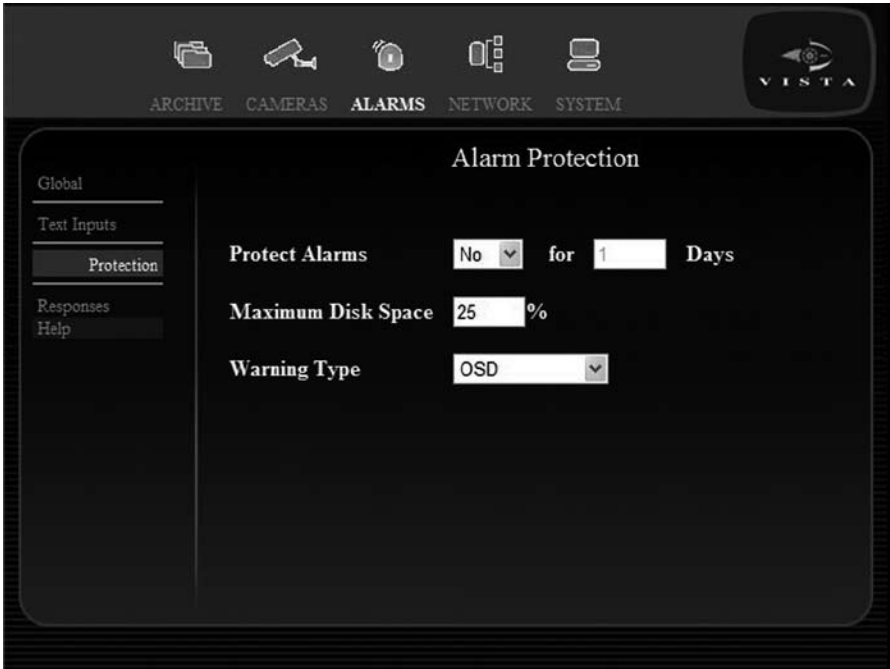 ARCHIVE CAMERAS ALARMS NETWORK SYSTEM
VISTA
Alarm Protection
Global
Text Inputs
Protection
Responses
Help
Protect Alarms No for 1 Days
Maximum Disk Space 25 %
Warning Type OSD